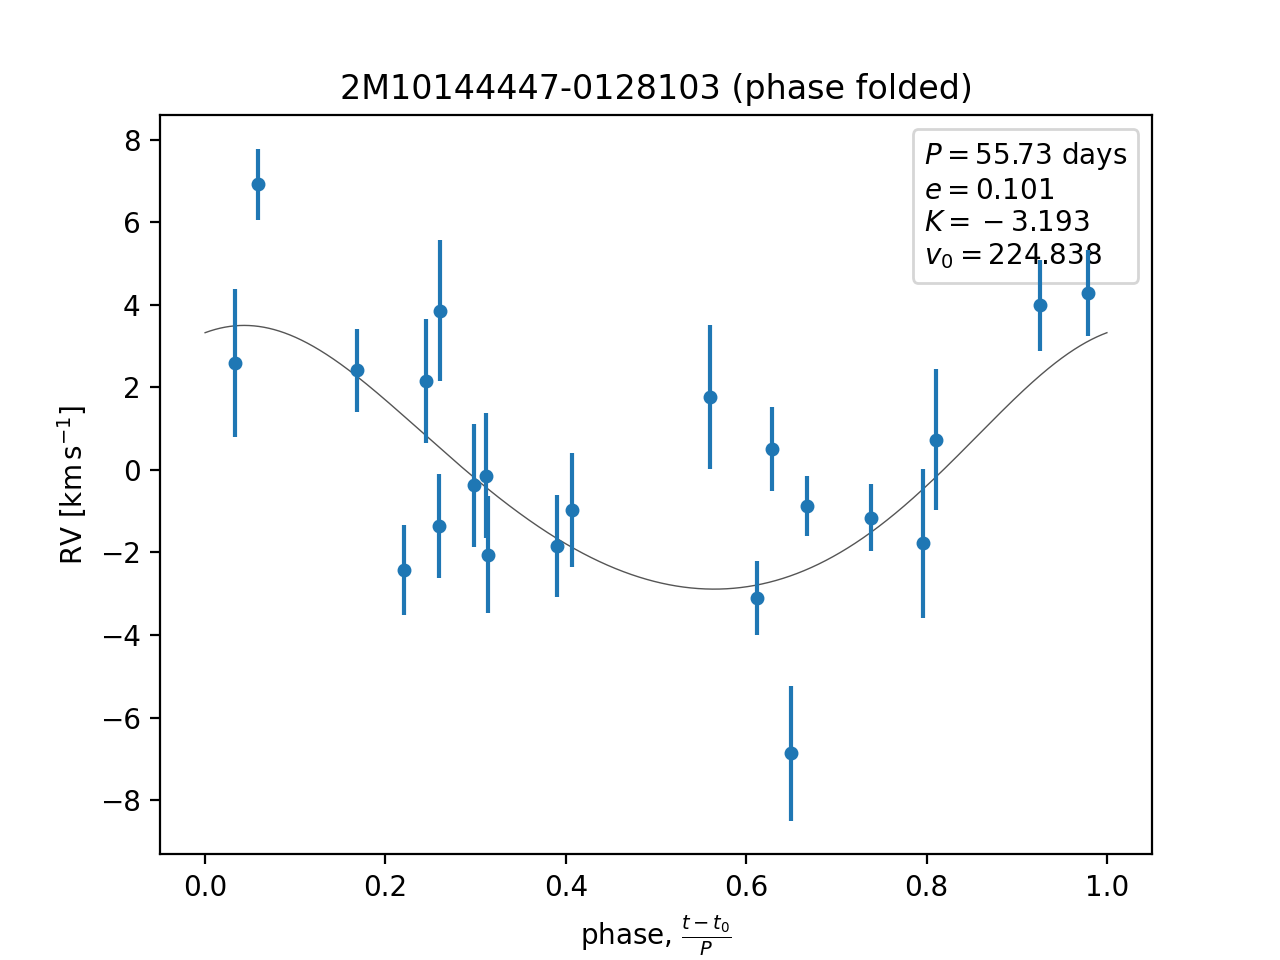 2M10144447-0128103 (phase folded)
P = 55.73 days
e = 0.101
K = − 3.193
v₀ = 224.838
8
6
4
2
0
−2
−4
−6
−8
RV [km s⁻¹]
0.0 0.2 0.4 0.6 0.8 1.0
phase, (t − t₀)/P